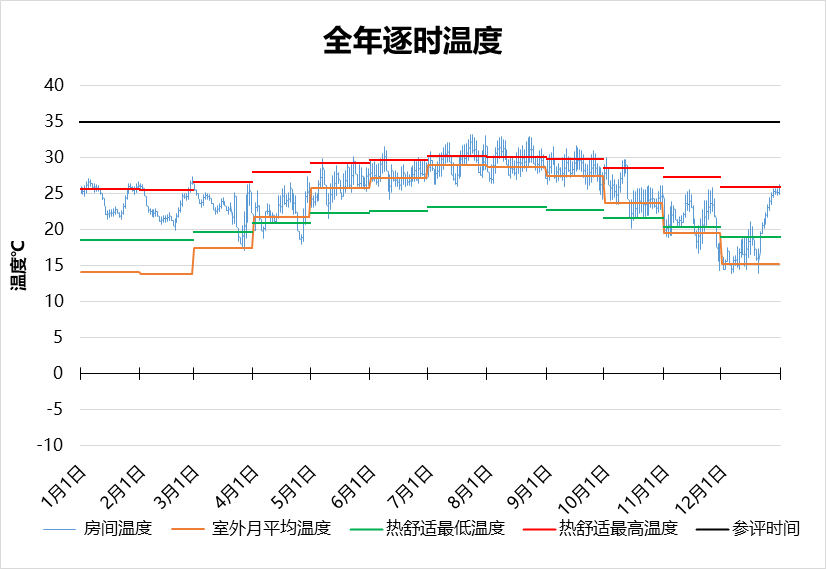 全年逐时温度
40
35
30
25
20
15
10
5
0
-5
-10
温度℃
1月1日
2月1日
3月1日
4月1日
5月1日
6月1日
7月1日
8月1日
9月1日
10月1日
11月1日
12月1日
房间温度 室外月平均温度 热舒适最低温度 热舒适最高温度 参评时间